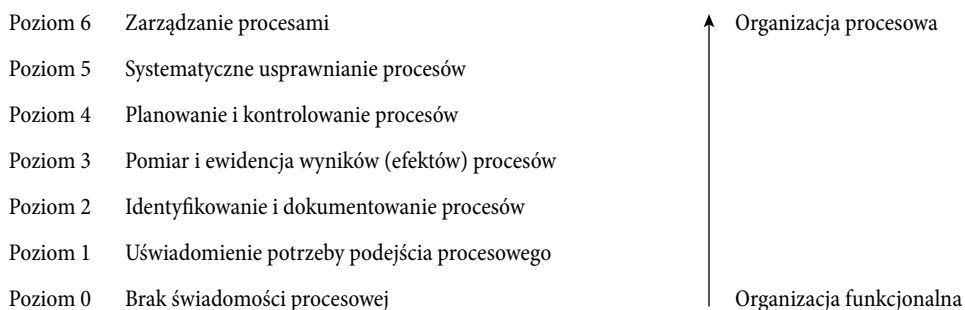 Poziom 6 Zarządzanie procesami Organizacja procesowa
Poziom 5 Systematyczne usprawnianie procesów
Poziom 4 Planowanie i kontrolowanie procesów
Poziom 3 Pomiar i ewidencja wyników (efektów) procesów
Poziom 2 Identyfikowanie i dokumentowanie procesów
Poziom 1 Uświadomienie potrzeby podejścia procesowego
Poziom 0 Brak świadomości procesowej Organizacja funkcjonalna